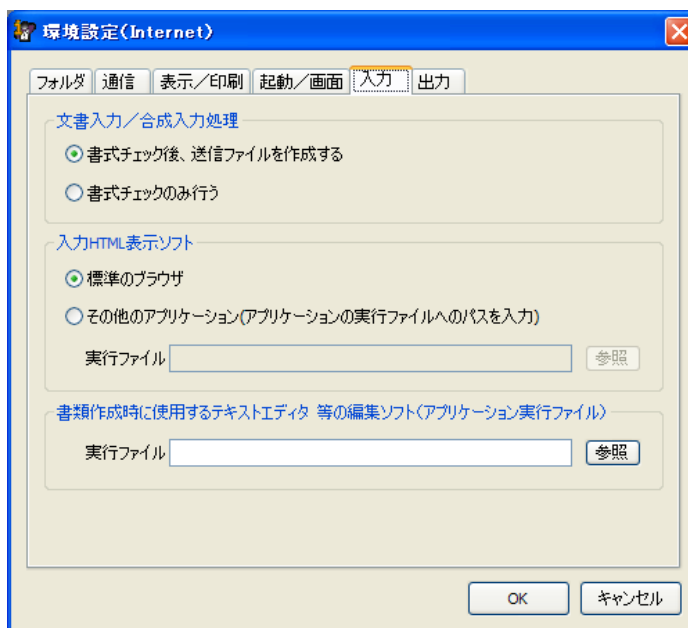 環境設定(Internet)
フォルダ 通信 表示／印刷 起動／画面 入力 出力
文書入力／合成入力処理
書式チェック後、送信ファイルを作成する
書式チェックのみ行う
入力HTML表示ソフト
標準のブラウザ
その他のアプリケーション(アプリケーションの実行ファイルへのパスを入力)
実行ファイル 参照
書類作成時に使用するテキストエディタ 等の編集ソフト(アプリケーション実行ファイル)
実行ファイル 参照
OK キャンセル